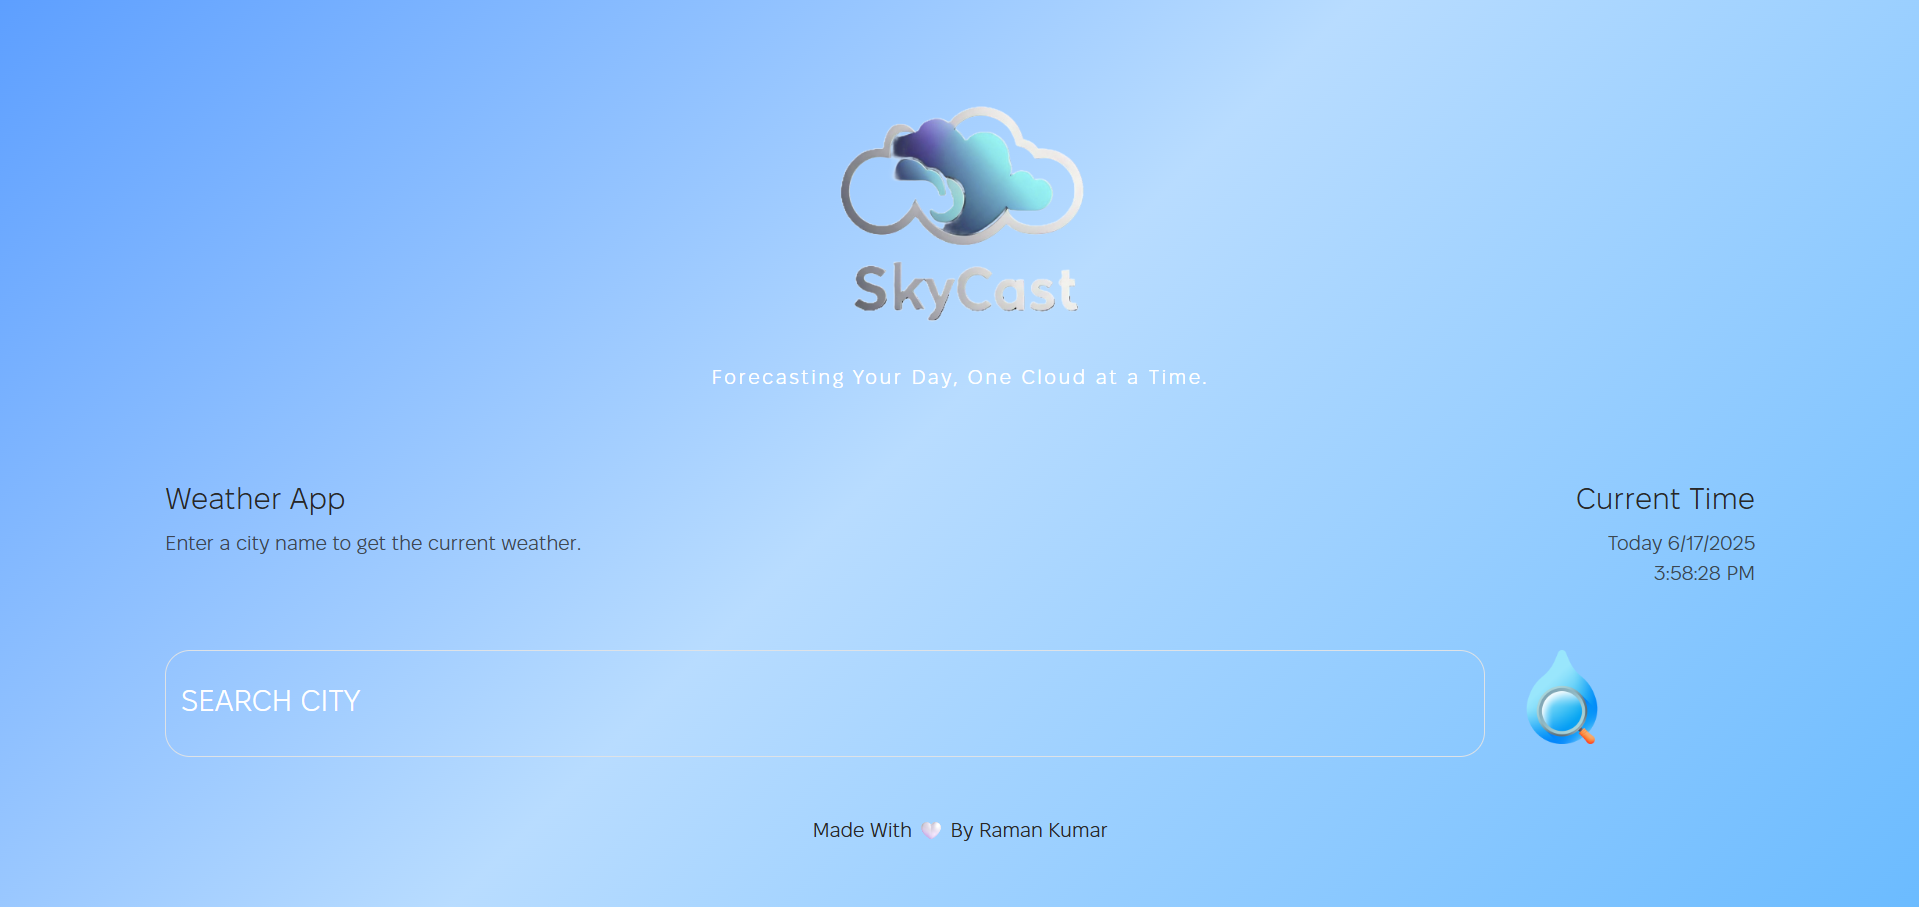 SkyCast
Forecasting Your Day, One Cloud at a Time.
Weather App
Enter a city name to get the current weather.
Current Time
Today 6/17/2025
3:58:28 PM
SEARCH CITY
Made With 🤍 By Raman Kumar